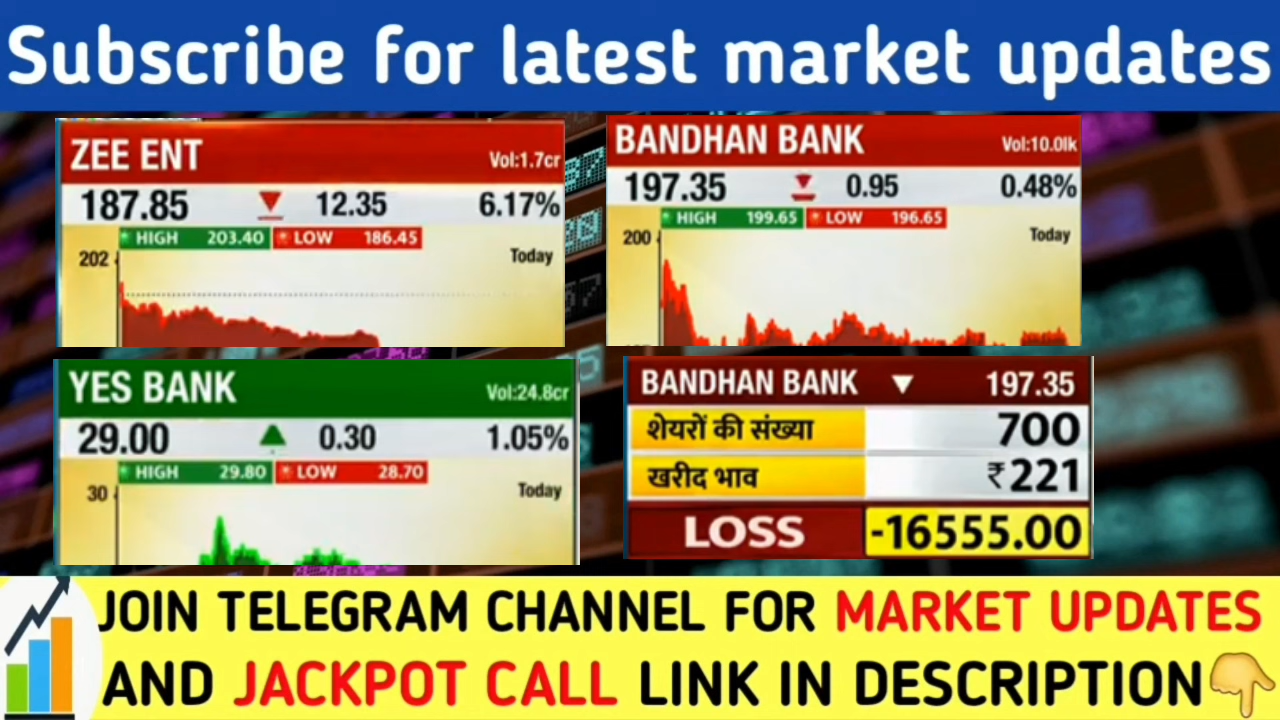 Subscribe for latest market updates
ZEE ENT Vol:1.7cr
187.85 12.35 6.17%
HIGH 203.40 LOW 186.45
Today
202
BANDHAN BANK Vol:10.0lk
197.35 0.95 0.48%
HIGH 199.65 LOW 196.65
200 Today
YES BANK Vol:24.8cr
29.00 0.30 1.05%
HIGH 29.80 LOW 28.70
30 Today
BANDHAN BANK 197.35
शेयरों की संख्या 700
खरीद भाव ₹221
LOSS -16555.00
JOIN TELEGRAM CHANNEL FOR MARKET UPDATES
AND JACKPOT CALL LINK IN DESCRIPTION